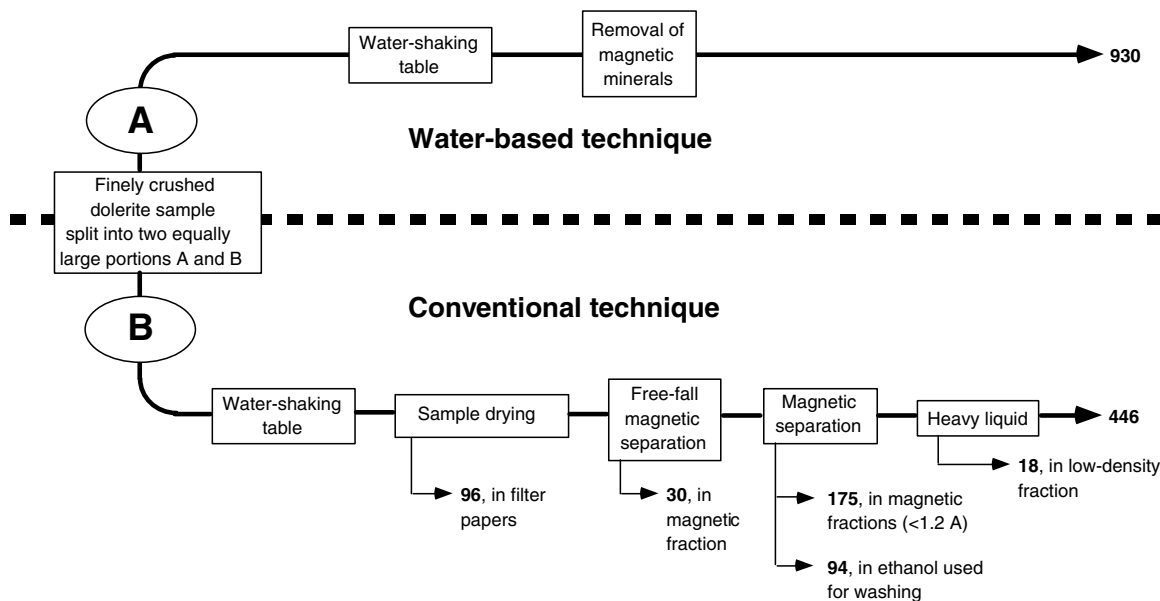 Water-shaking
table
Removal of
magnetic
minerals
930
A
Water-based technique
Finely crushed
dolerite sample
split into two equally
large portions A and B
Conventional technique
B
Water-shaking
table
Sample drying
Free-fall
magnetic
separation
Magnetic
separation
Heavy liquid
446
96, in filter
papers
30, in
magnetic
fraction
175, in magnetic
fractions (<1.2 A)
94, in ethanol used
for washing
18, in low-density
fraction